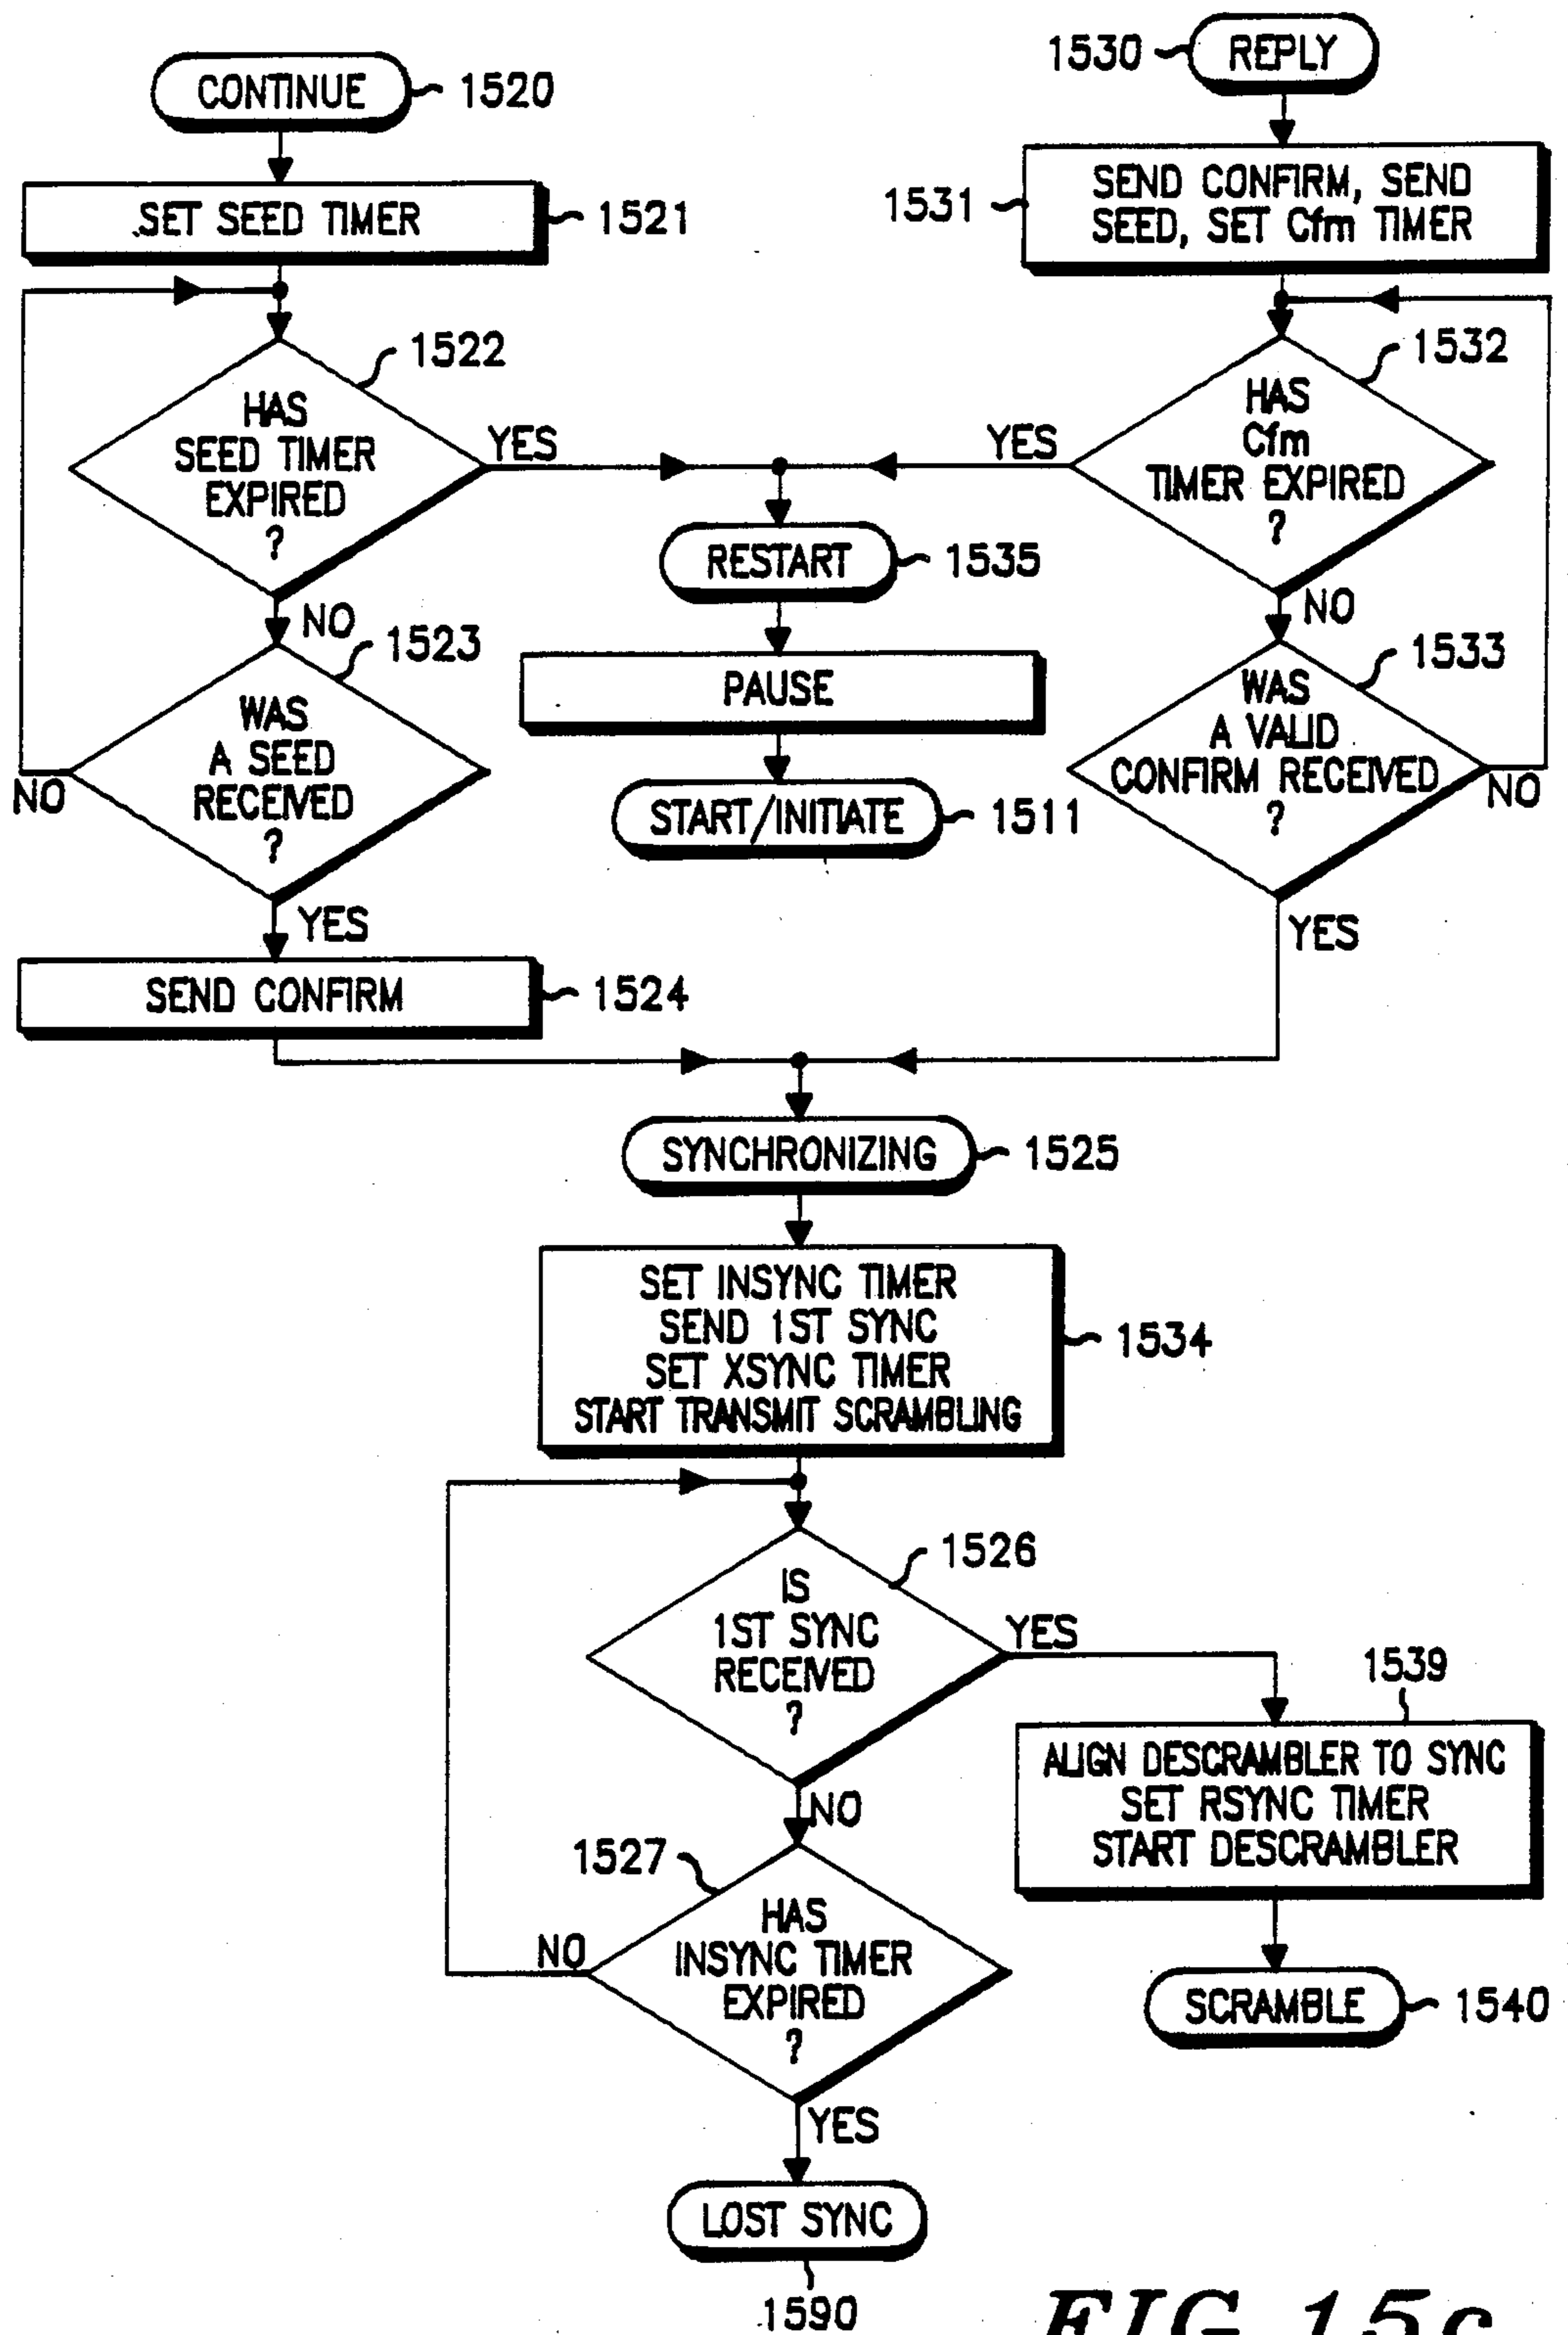 CONTINUE
1520
1530
REPLY
SET SEED TIMER
1521
1531
SEND CONFIRM, SEND
SEED, SET Cfm TIMER
1522
HAS
SEED TIMER
EXPIRED
?
YES
NO
1532
HAS
Cfm
TIMER EXPIRED
?
YES
NO
RESTART
1535
PAUSE
START/INITIATE
1511
1523
WAS
A SEED
RECEIVED
?
NO
YES
1533
WAS
A VALID
CONFIRM RECEIVED
?
NO
YES
SEND CONFIRM
1524
SYNCHRONIZING
1525
SET INSYNC TIMER
SEND 1ST SYNC
SET XSYNC TIMER
START TRANSMIT SCRAMBLING
1534
1526
IS
1ST SYNC
RECEIVED
?
YES
NO
1539
ALIGN DESCRAMBLER TO SYNC
SET RSYNC TIMER
START DESCRAMBLER
1527
HAS
INSYNC TIMER
EXPIRED
?
NO
YES
SCRAMBLE
1540
LOST SYNC
1590
FIG. 15c